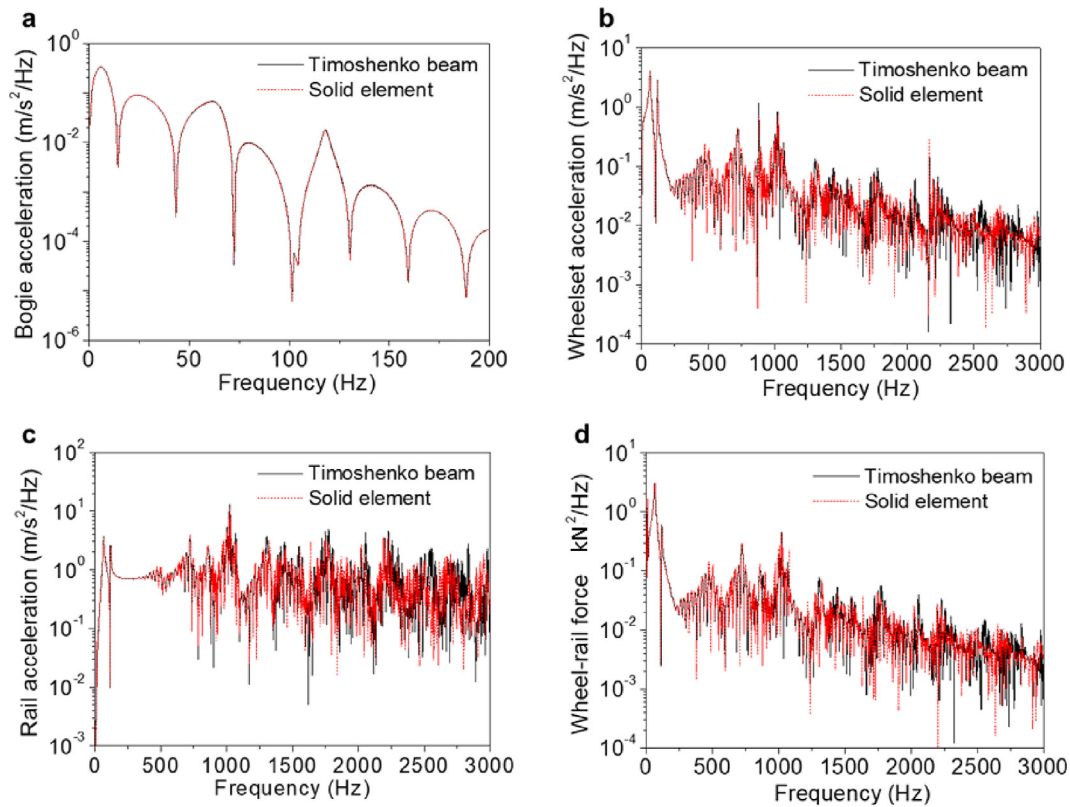 a
Bogie acceleration (m/s²/Hz)
10⁰
10⁻²
10⁻⁴
10⁻⁶
Timoshenko beam
Solid element
0 50 100 150 200
Frequency (Hz)
b
Wheelset acceleration (m/s²/Hz)
10¹
10⁰
10⁻¹
10⁻²
10⁻³
10⁻⁴
Timoshenko beam
Solid element
0 500 1000 1500 2000 2500 3000
Frequency (Hz)
c
Rail acceleration (m/s²/Hz)
10²
10¹
10⁰
10⁻¹
10⁻²
10⁻³
Timoshenko beam
Solid element
0 500 1000 1500 2000 2500 3000
Frequency (Hz)
d
Wheel-rail force kN²/Hz)
10¹
10⁰
10⁻¹
10⁻²
10⁻³
10⁻⁴
Timoshenko beam
Solid element
0 500 1000 1500 2000 2500 3000
Frequency (Hz)